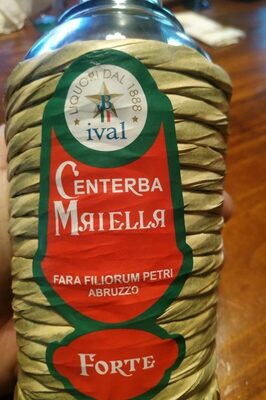 LIQUORI DAL 1888
ival
CENTERBA
MAIELLA
FARA FILIORUM PETRI
ABRUZZO
FORTE